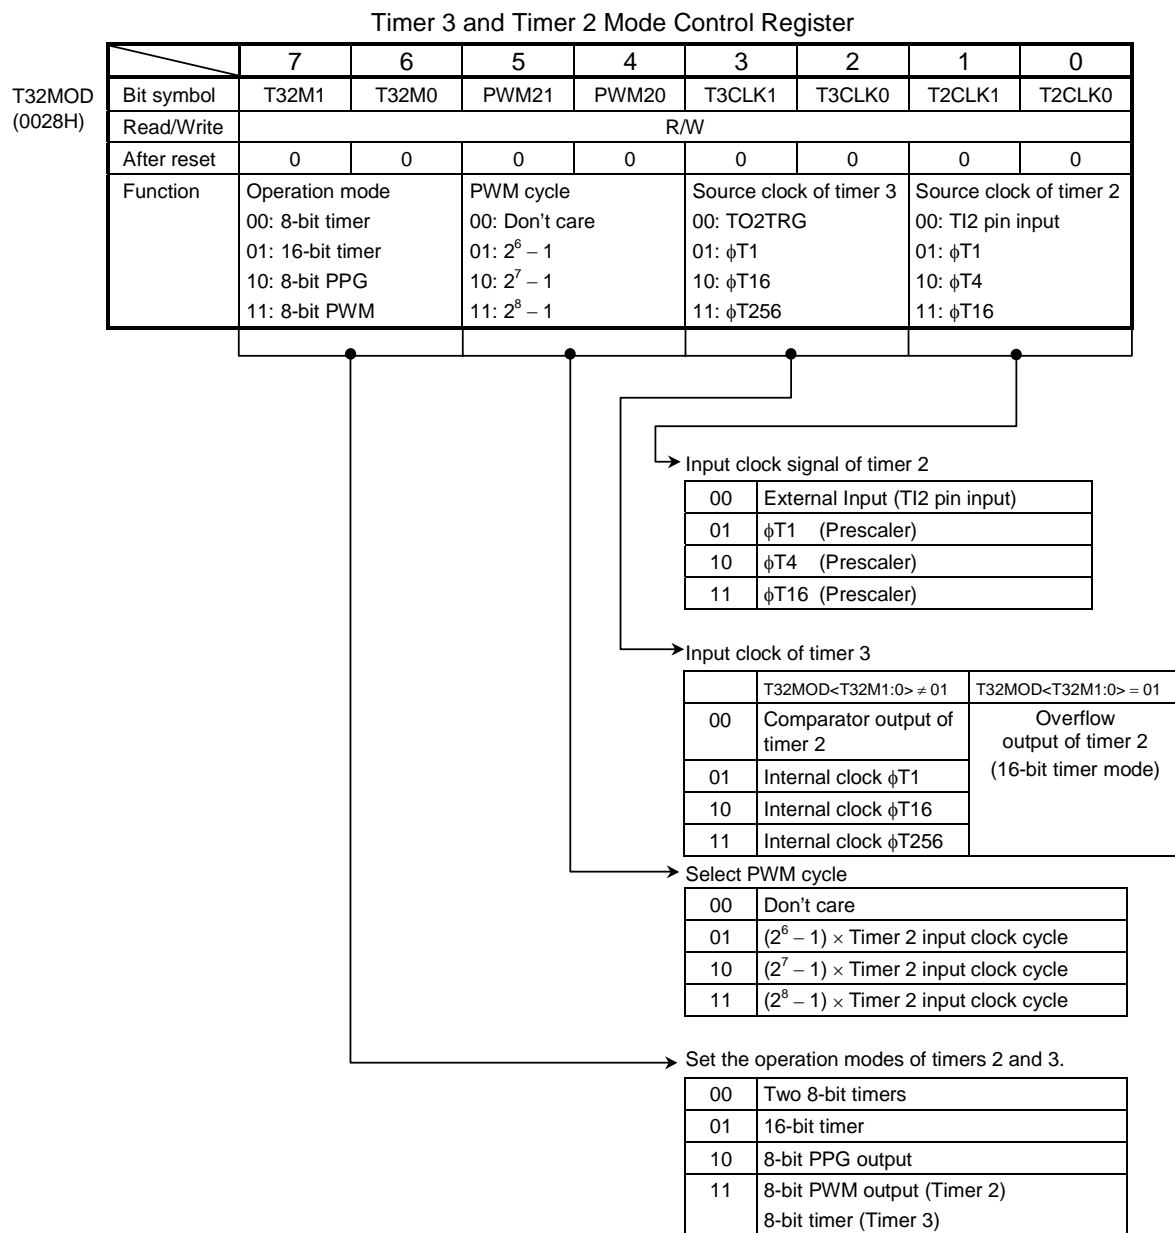 Timer 3 and Timer 2 Mode Control Register
7 6 5 4 3 2 1 0
T32MOD (0028H)
Bit symbol T32M1 T32M0 PWM21 PWM20 T3CLK1 T3CLK0 T2CLK1 T2CLK0
Read/Write R/W
After reset 0 0 0 0 0 0 0 0
Function Operation mode PWM cycle Source clock of timer 3 Source clock of timer 2
00: 8-bit timer 00: Don't care 00: TO2TRG 00: TI2 pin input
01: 16-bit timer 01: 2^6 – 1 01: ϕT1 01: ϕT1
10: 8-bit PPG 10: 2^7 – 1 10: ϕT16 10: ϕT4
11: 8-bit PWM 11: 2^8 – 1 11: ϕT256 11: ϕT16
Input clock signal of timer 2
00 External Input (TI2 pin input)
01 ϕT1 (Prescaler)
10 ϕT4 (Prescaler)
11 ϕT16 (Prescaler)
Input clock of timer 3
T32MOD<T32M1:0> ≠ 01 T32MOD<T32M1:0> = 01
00 Comparator output of timer 2
Overflow
output of timer 2
(16-bit timer mode)
01 Internal clock ϕT1
10 Internal clock ϕT16
11 Internal clock ϕT256
Select PWM cycle
00 Don't care
01 (2^6 – 1) × Timer 2 input clock cycle
10 (2^7 – 1) × Timer 2 input clock cycle
11 (2^8 – 1) × Timer 2 input clock cycle
Set the operation modes of timers 2 and 3.
00 Two 8-bit timers
01 16-bit timer
10 8-bit PPG output
11 8-bit PWM output (Timer 2)
8-bit timer (Timer 3)